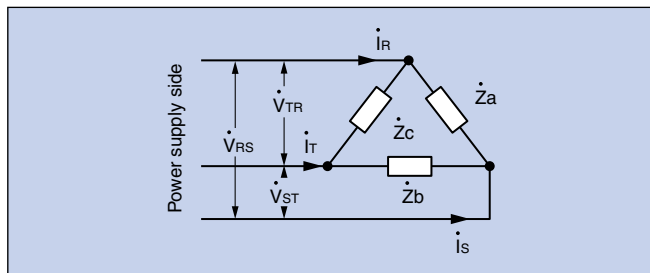 İR
V̇TR
Ża
Żc
V̇RS
İT
V̇ST
Żb
İS
Power supply side